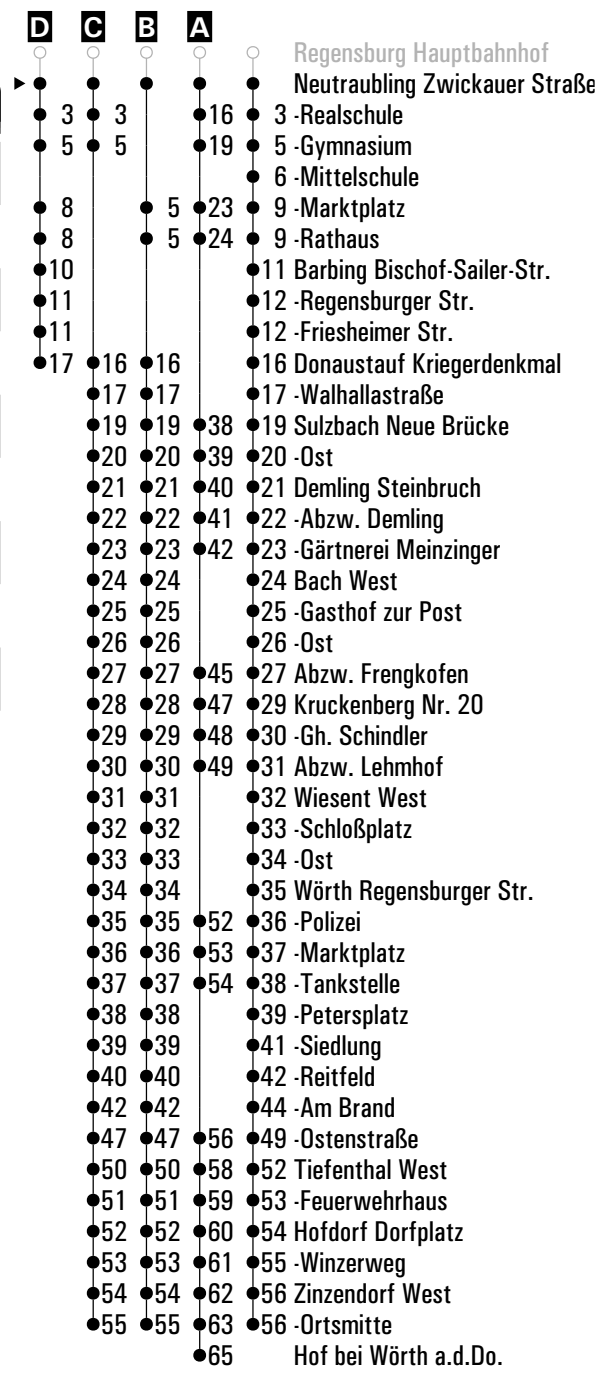 D C B A
Regensburg Hauptbahnhof
Neutraubling Zwickauer Straße
3 3 16 3 -Realschule
5 5 19 5 -Gymnasium
6 -Mittelschule
8 5 23 9 -Marktplatz
8 5 24 9 -Rathaus
10 11 Barbing Bischof-Sailer-Str.
11 12 -Regensburger Str.
11 12 -Friesheimer Str.
17 16 16 16 Donaustauf Kriegerdenkmal
17 17 17 -Walhallastraße
19 19 38 19 Sulzbach Neue Brücke
20 20 39 20 -Ost
21 21 40 21 Demling Steinbruch
22 22 41 22 -Abzw. Demling
23 23 42 23 -Gärtnerei Meinzinger
24 24 24 Bach West
25 25 25 -Gasthof zur Post
26 26 26 -Ost
27 27 45 27 Abzw. Frengkofen
28 28 47 29 Kruckenberg Nr. 20
29 29 48 30 -Gh. Schindler
30 30 49 31 Abzw. Lehmhof
31 31 32 Wiesent West
32 32 33 -Schloßplatz
33 33 34 -Ost
34 34 35 Wörth Regensburger Str.
35 35 52 36 -Polizei
36 36 53 37 -Marktplatz
37 37 54 38 -Tankstelle
38 38 39 -Petersplatz
39 39 41 -Siedlung
40 40 42 -Reitfeld
42 42 44 -Am Brand
47 47 56 49 -Ostenstraße
50 50 58 52 Tiefenthal West
51 51 59 53 -Feuerwehrhaus
52 52 60 54 Hofdorf Dorfplatz
53 53 61 55 -Winzerweg
54 54 62 56 Zinzendorf West
55 55 63 56 -Ortsmitte
65 Hof bei Wörth a.d.Do.